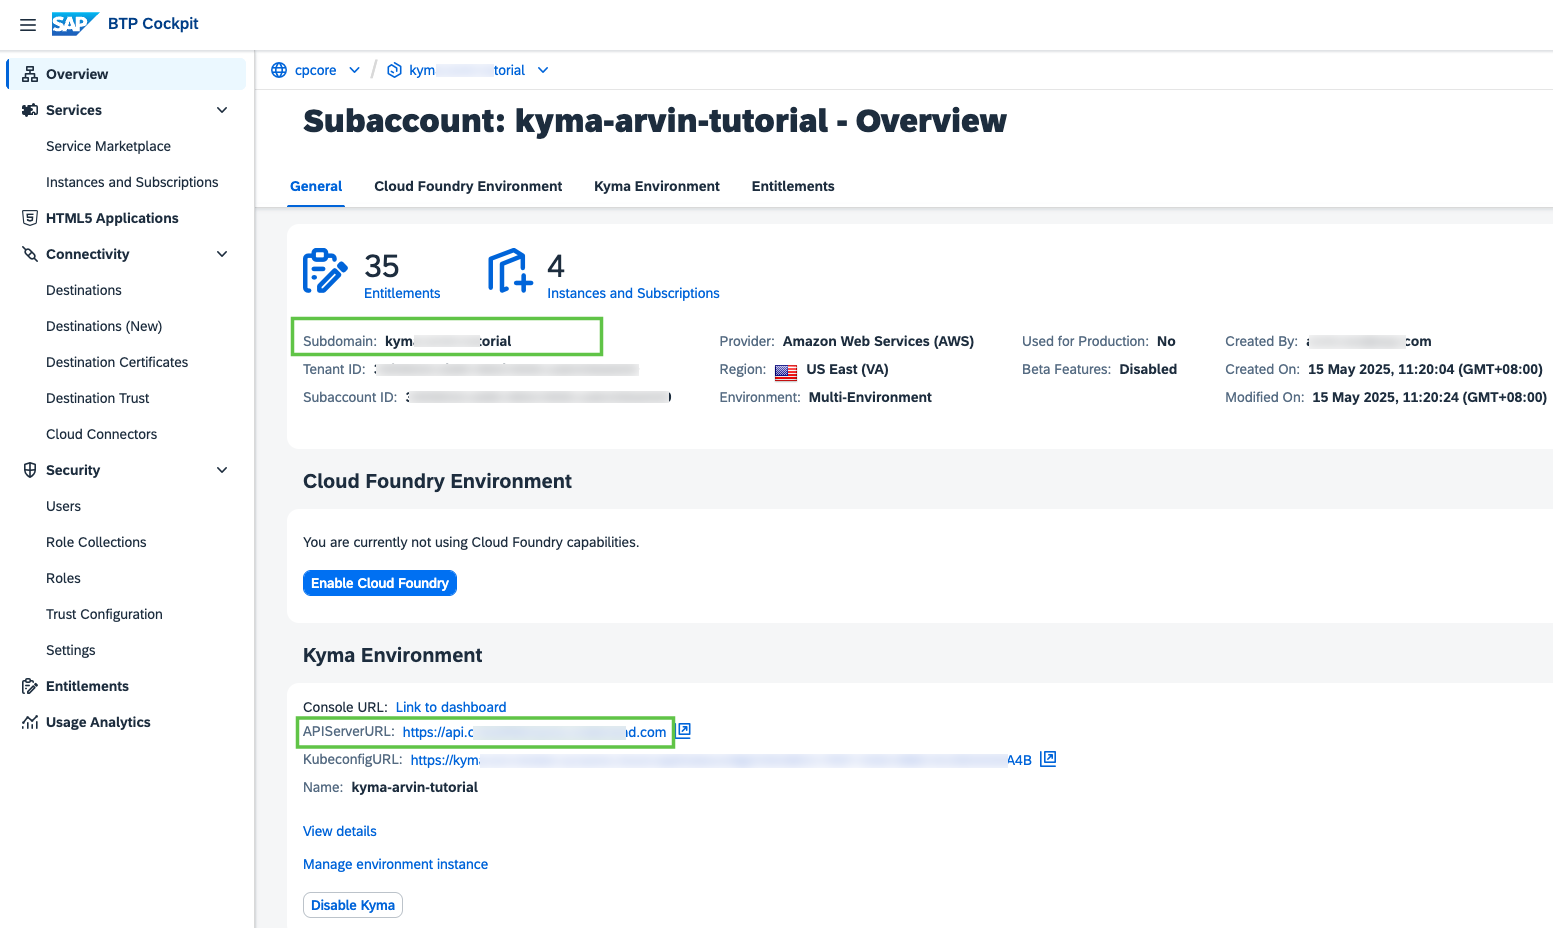 SAP BTP Cockpit
Overview
Services
Service Marketplace
Instances and Subscriptions
HTML5 Applications
Connectivity
Destinations
Destinations (New)
Destination Certificates
Destination Trust
Cloud Connectors
Security
Users
Role Collections
Roles
Trust Configuration
Settings
Entitlements
Usage Analytics
cpcore / kym torial
Subaccount: kyma-arvin-tutorial - Overview
General Cloud Foundry Environment Kyma Environment Entitlements
35
Entitlements
4
Instances and Subscriptions
Subdomain: kym torial
Tenant ID:
Subaccount ID:
Provider: Amazon Web Services (AWS)
Region: US East (VA)
Environment: Multi-Environment
Used for Production: No
Beta Features: Disabled
Created By: com
Created On: 15 May 2025, 11:20:04 (GMT+08:00)
Modified On: 15 May 2025, 11:20:24 (GMT+08:00)
Cloud Foundry Environment
You are currently not using Cloud Foundry capabilities.
Enable Cloud Foundry
Kyma Environment
Console URL: Link to dashboard
APIServerURL: https://api.c nd.com
KubeconfigURL: https://kym A4B
Name: kyma-arvin-tutorial
View details
Manage environment instance
Disable Kyma